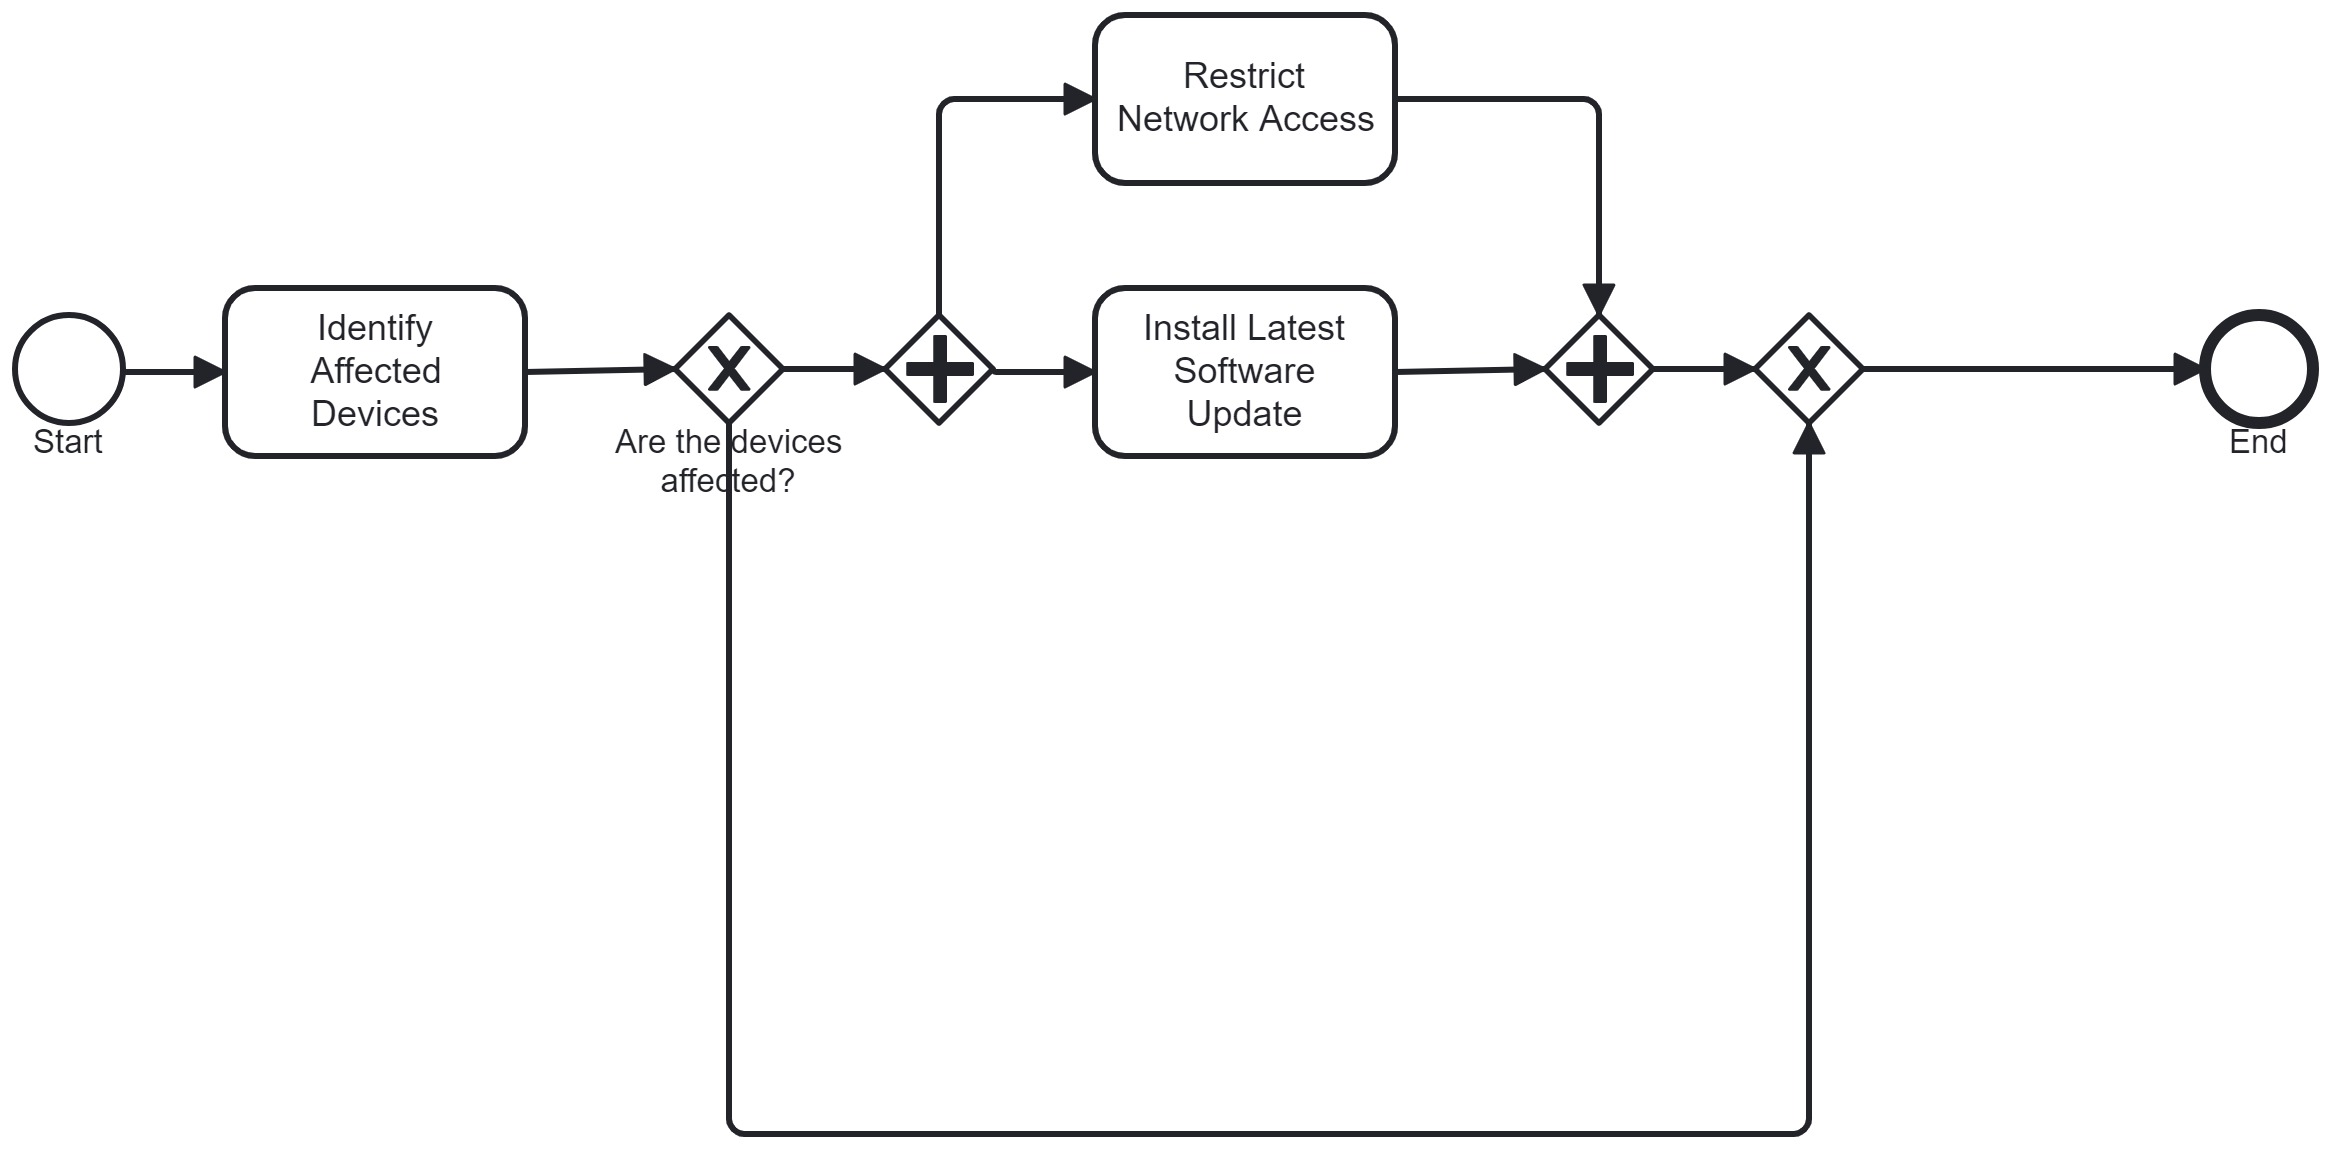 Restrict
Network Access
Start
Identify
Affected
Devices
X
Are the devices
affected?
Install Latest
Software
Update
X
End